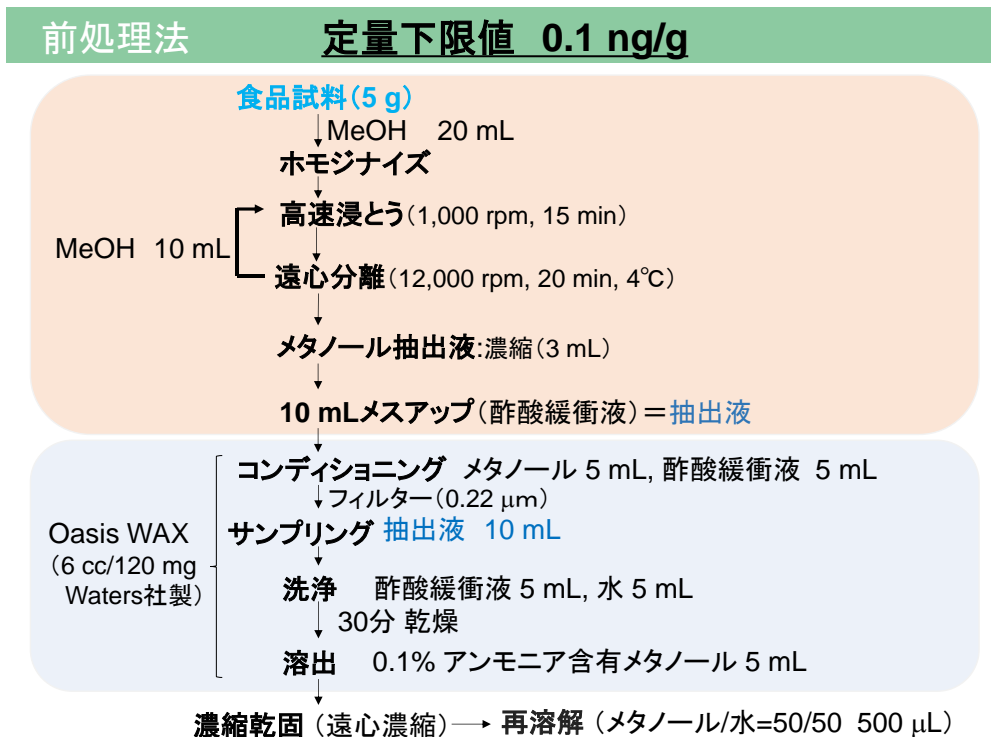 前処理法 定量下限値 0.1 ng/g
食品試料（5 g）
MeOH 20 mL
ホモジナイズ
高速浸とう（1,000 rpm, 15 min）
MeOH 10 mL
遠心分離（12,000 rpm, 20 min, 4℃）
メタノール抽出液:濃縮（3 mL）
10 mLメスアップ（酢酸緩衝液）＝抽出液
コンディショニング メタノール 5 mL, 酢酸緩衝液 5 mL
フィルター（0.22 μm）
Oasis WAX
（6 cc/120 mg
Waters社製）
サンプリング 抽出液 10 mL
洗浄 酢酸緩衝液 5 mL, 水 5 mL
30分 乾燥
溶出 0.1% アンモニア含有メタノール 5 mL
濃縮乾固（遠心濃縮） 再溶解（メタノール/水=50/50 500 μL）